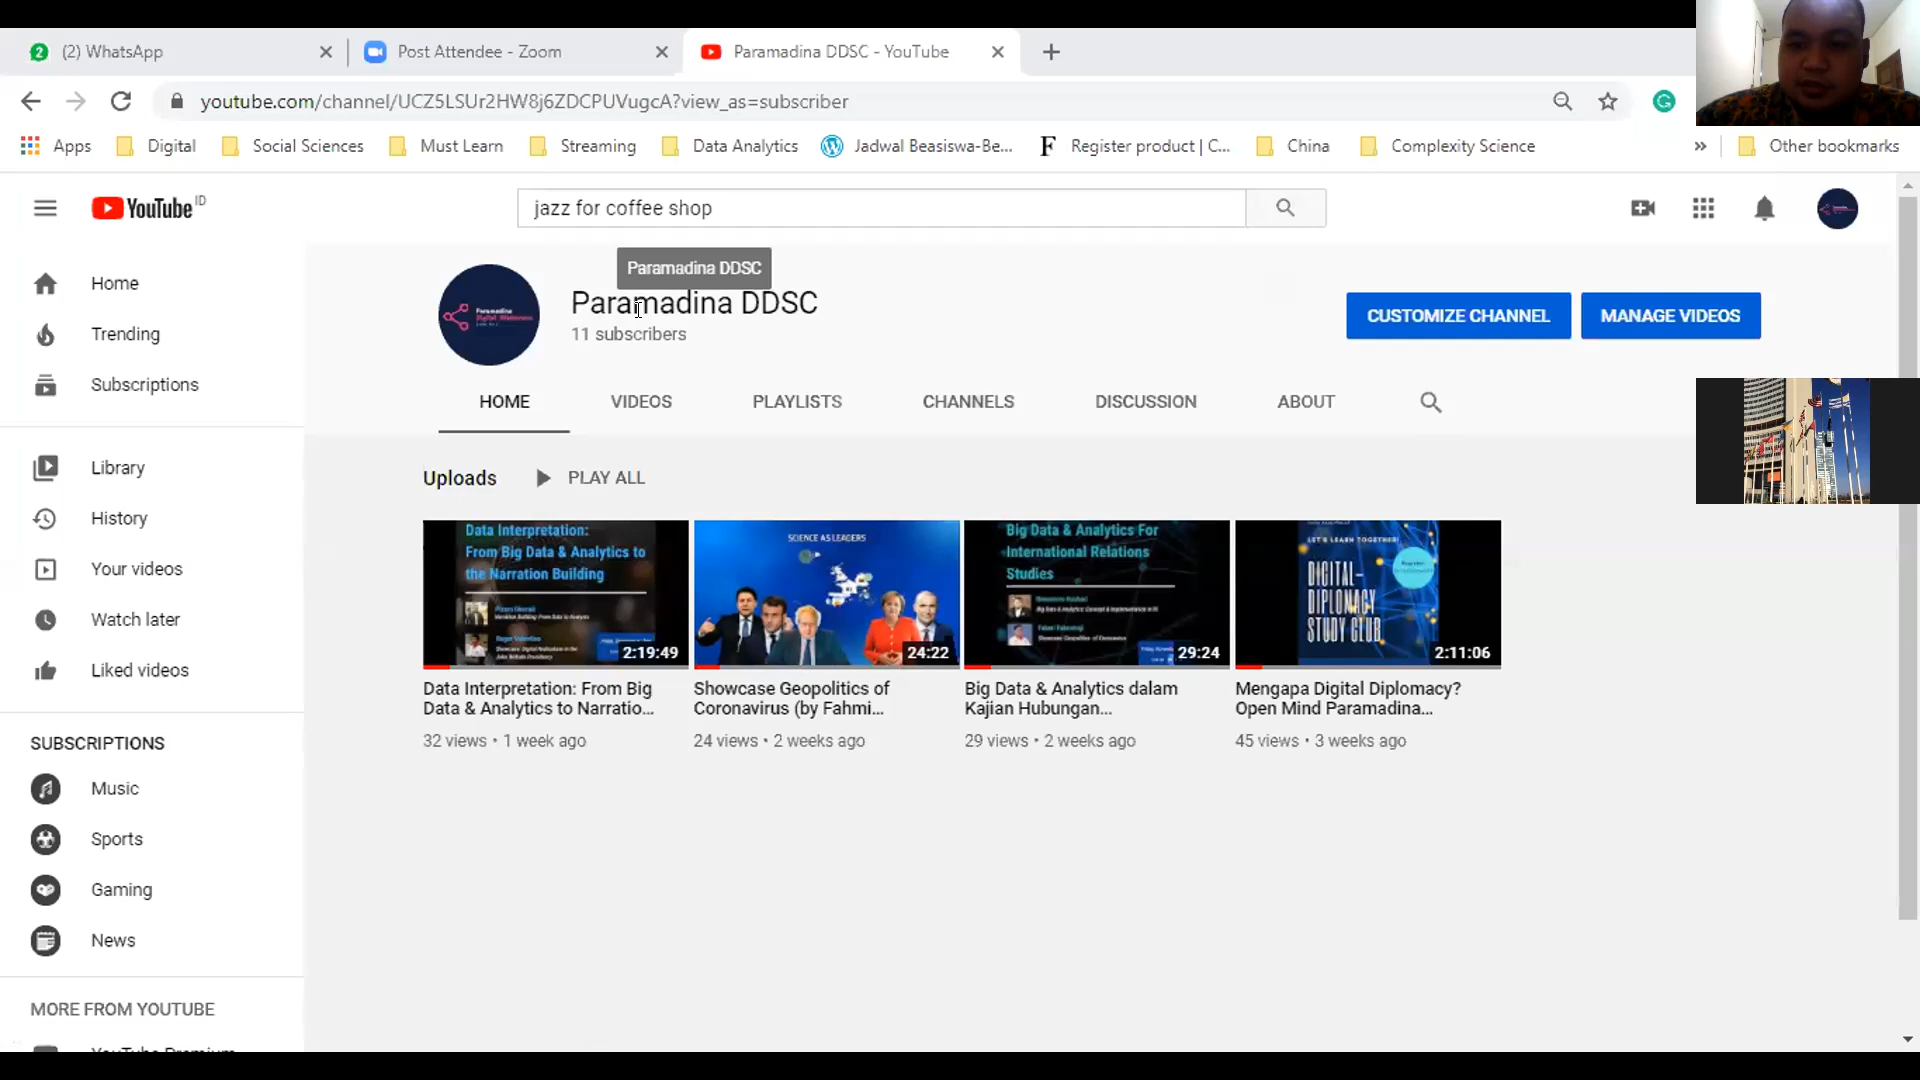 (2) WhatsApp
Post Attendee - Zoom
Paramadina DDSC - YouTube
youtube.com/channel/UCZ5LSUr2HW8j6ZDCPUVugcA?view_as=subscriber
Apps
Digital
Social Sciences
Must Learn
Streaming
Data Analytics
Jadwal Beasiswa-Be...
Register product | C...
China
Complexity Science
Other bookmarks
YouTube ID
jazz for coffee shop
Home
Trending
Subscriptions
Library
History
Your videos
Watch later
Liked videos
SUBSCRIPTIONS
Music
Sports
Gaming
News
MORE FROM YOUTUBE
YouTube Premium
Paramadina DDSC
Paramadina DDSC
11 subscribers
CUSTOMIZE CHANNEL
MANAGE VIDEOS
HOME
VIDEOS
PLAYLISTS
CHANNELS
DISCUSSION
ABOUT
Uploads
PLAY ALL
Data Interpretation:
From Big Data & Analytics to
the Narration Building
2:19:49
Data Interpretation: From Big
Data & Analytics to Narratio...
32 views • 1 week ago
SCIENCE AS LEADERS
24:22
Showcase Geopolitics of
Coronavirus (by Fahmi...
24 views • 2 weeks ago
Big Data & Analytics For
International Relations
Studies
29:24
Big Data & Analytics dalam
Kajian Hubungan...
29 views • 2 weeks ago
LET'S LEARN TOGETHER!
DIGITAL-
DIPLOMACY
STUDY CLUB
2:11:06
Mengapa Digital Diplomacy?
Open Mind Paramadina...
45 views • 3 weeks ago